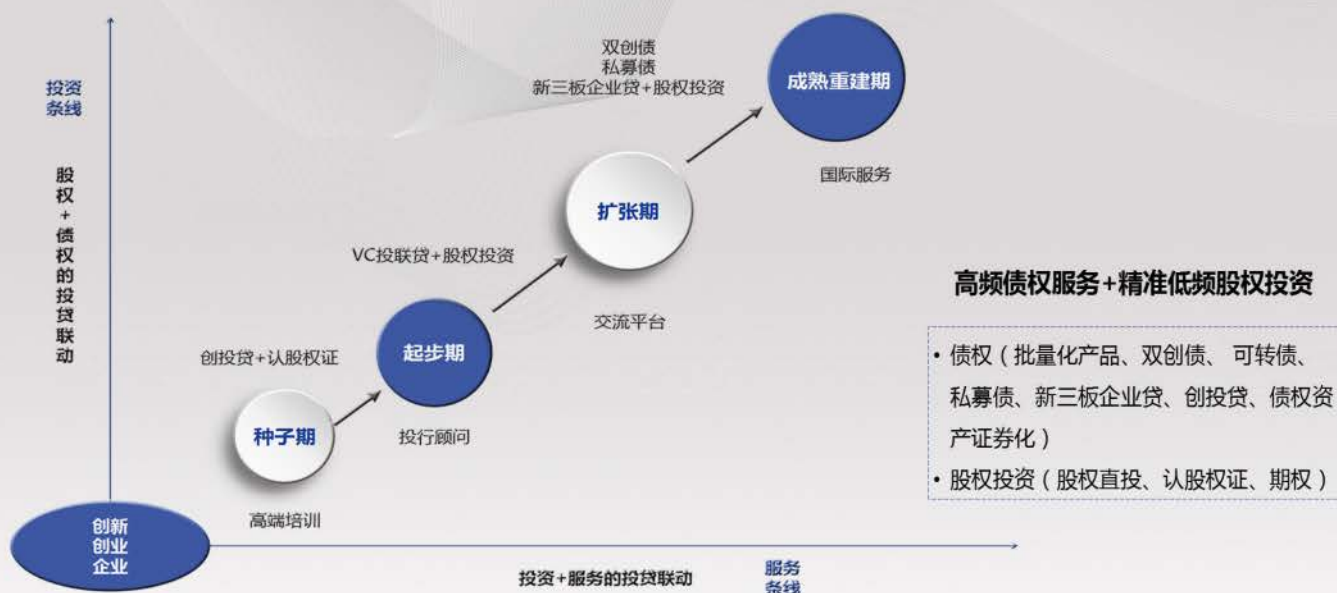 双创债
私募债
新三板企业贷+股权投资
成熟重建期
国际服务
投资
条线
股权+债权的投贷联动
扩张期
交流平台
VC投联贷+股权投资
起步期
投行顾问
创投贷+认股权证
种子期
高端培训
创新
创业
企业
投资+服务的投贷联动
服务
条线
高频债权服务+精准低频股权投资
• 债权（批量化产品、双创债、 可转债、
私募债、新三板企业贷、创投贷、债权资
产证券化）
• 股权投资（股权直投、认股权证、期权）